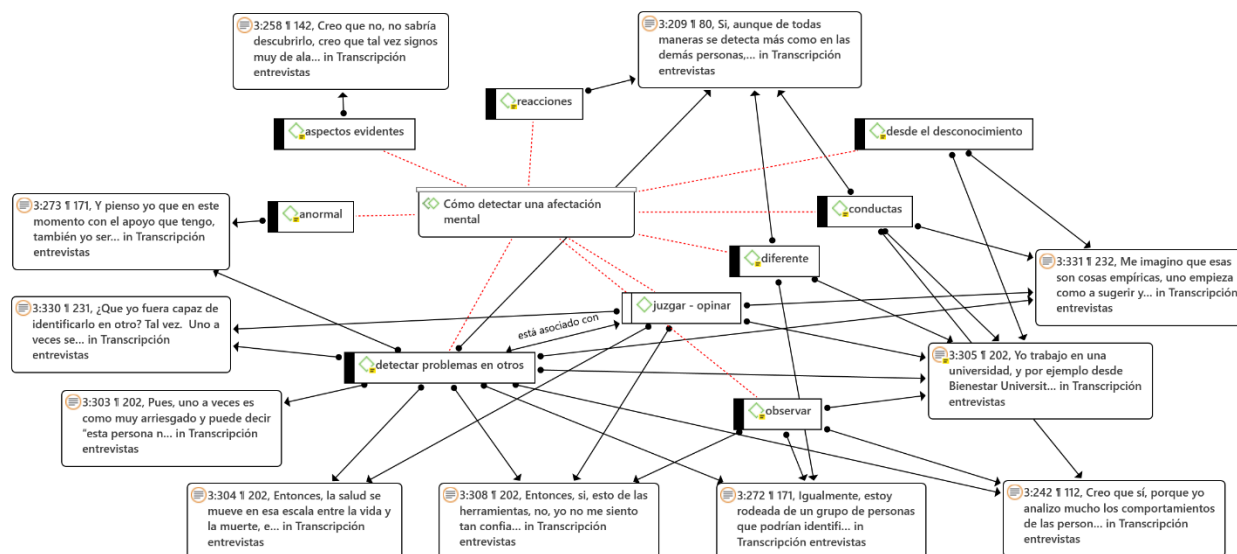 3:258 ¶ 142, Creo que no, no sabría
descubrirlo, creo que tal vez signos
muy de ala... in Transcripción
entrevistas
3:209 ¶ 80, Si, aunque de todas
maneras se detecta más como en las
demás personas,... in Transcripción
entrevistas
reacciones
aspectos evidentes
desde el desconocimiento
3:273 ¶ 171, Y pienso yo que en este
momento con el apoyo que tengo,
también yo ser... in Transcripción
entrevistas
anormal
Cómo detectar una afectación
mental
conductas
diferente
3:331 ¶ 232, Me imagino que esas
son cosas empíricas, uno empieza
como a sugerir y... in Transcripción
entrevistas
3:330 ¶ 231, ¿Que yo fuera capaz de
identificarlo en otro? Tal vez. Uno a
veces se... in Transcripción
entrevistas
juzgar - opinar
está asociado con
detectar problemas en otros
3:305 ¶ 202, Yo trabajo en una
universidad, y por ejemplo desde
Bienestar Universit... in Transcripción
entrevistas
3:303 ¶ 202, Pues, uno a veces es
como muy arriesgado y puede decir
"esta persona n... in Transcripción
entrevistas
observar
3:304 ¶ 202, Entonces, la salud se
mueve en esa escala entre la vida y
la muerte, e... in Transcripción
entrevistas
3:308 ¶ 202, Entonces, si, esto de las
herramientas, no, yo no me siento
tan confia... in Transcripción
entrevistas
3:272 ¶ 171, Igualmente, estoy
rodeada de un grupo de personas
que podrían identifi... in
Transcripción entrevistas
3:242 ¶ 112, Creo que sí, porque yo
analizo mucho los comportamientos
de las person... in Transcripción
entrevistas